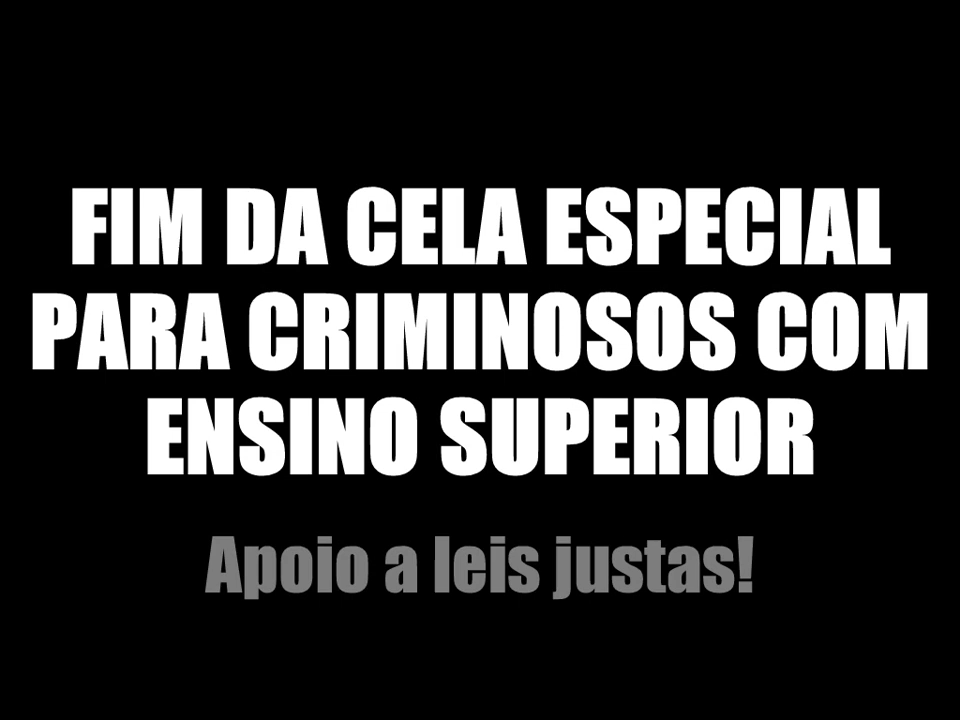 FIM DA CELA ESPECIAL
PARA CRIMINOSOS COM
ENSINO SUPERIOR
Apoio a leis justas!